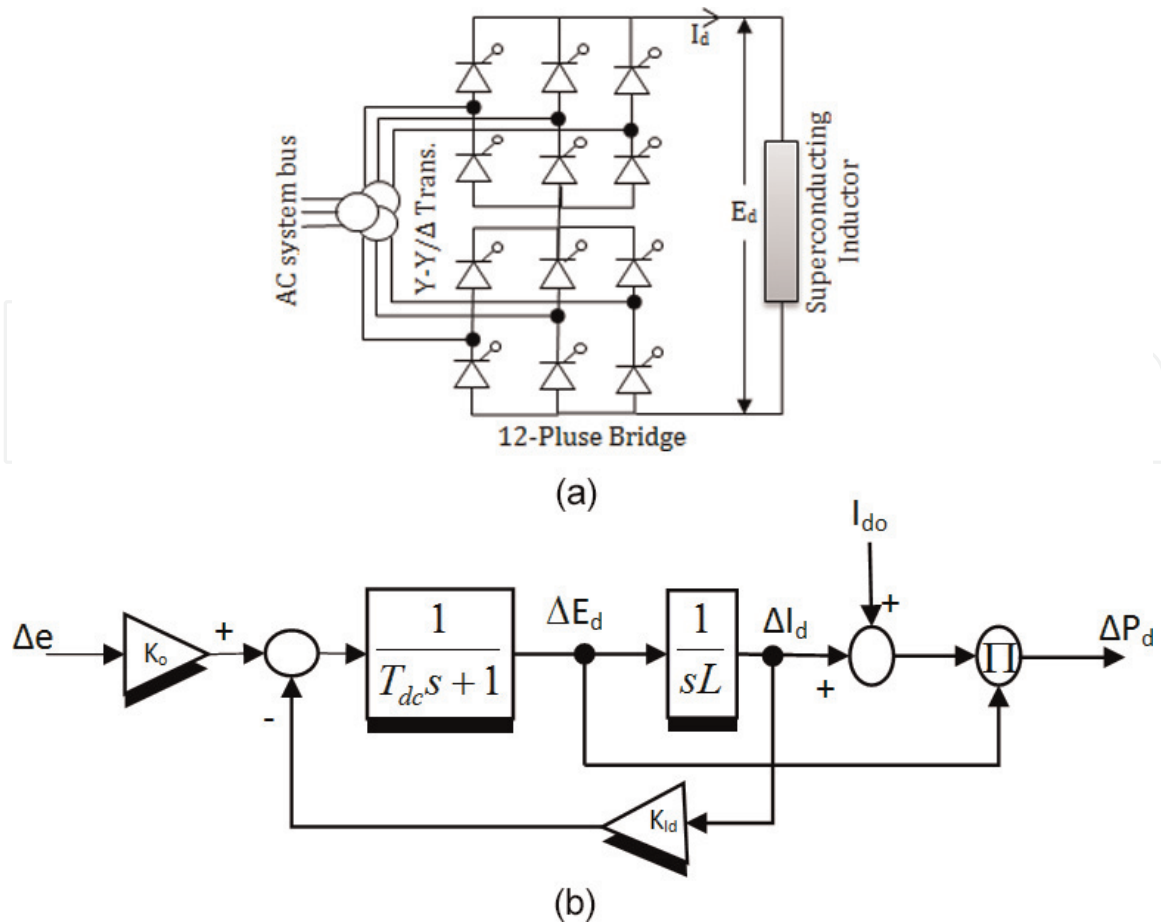 I_d
AC system bus
Y-Y/Δ Trans.
E_d
Superconducting
Inductor
12-Pluse Bridge
(a)
I_do
Δe
K_o
+
-
1
T_dc s + 1
ΔE_d
1
sL
ΔI_d
+
+
Π
ΔP_d
K_Id
(b)